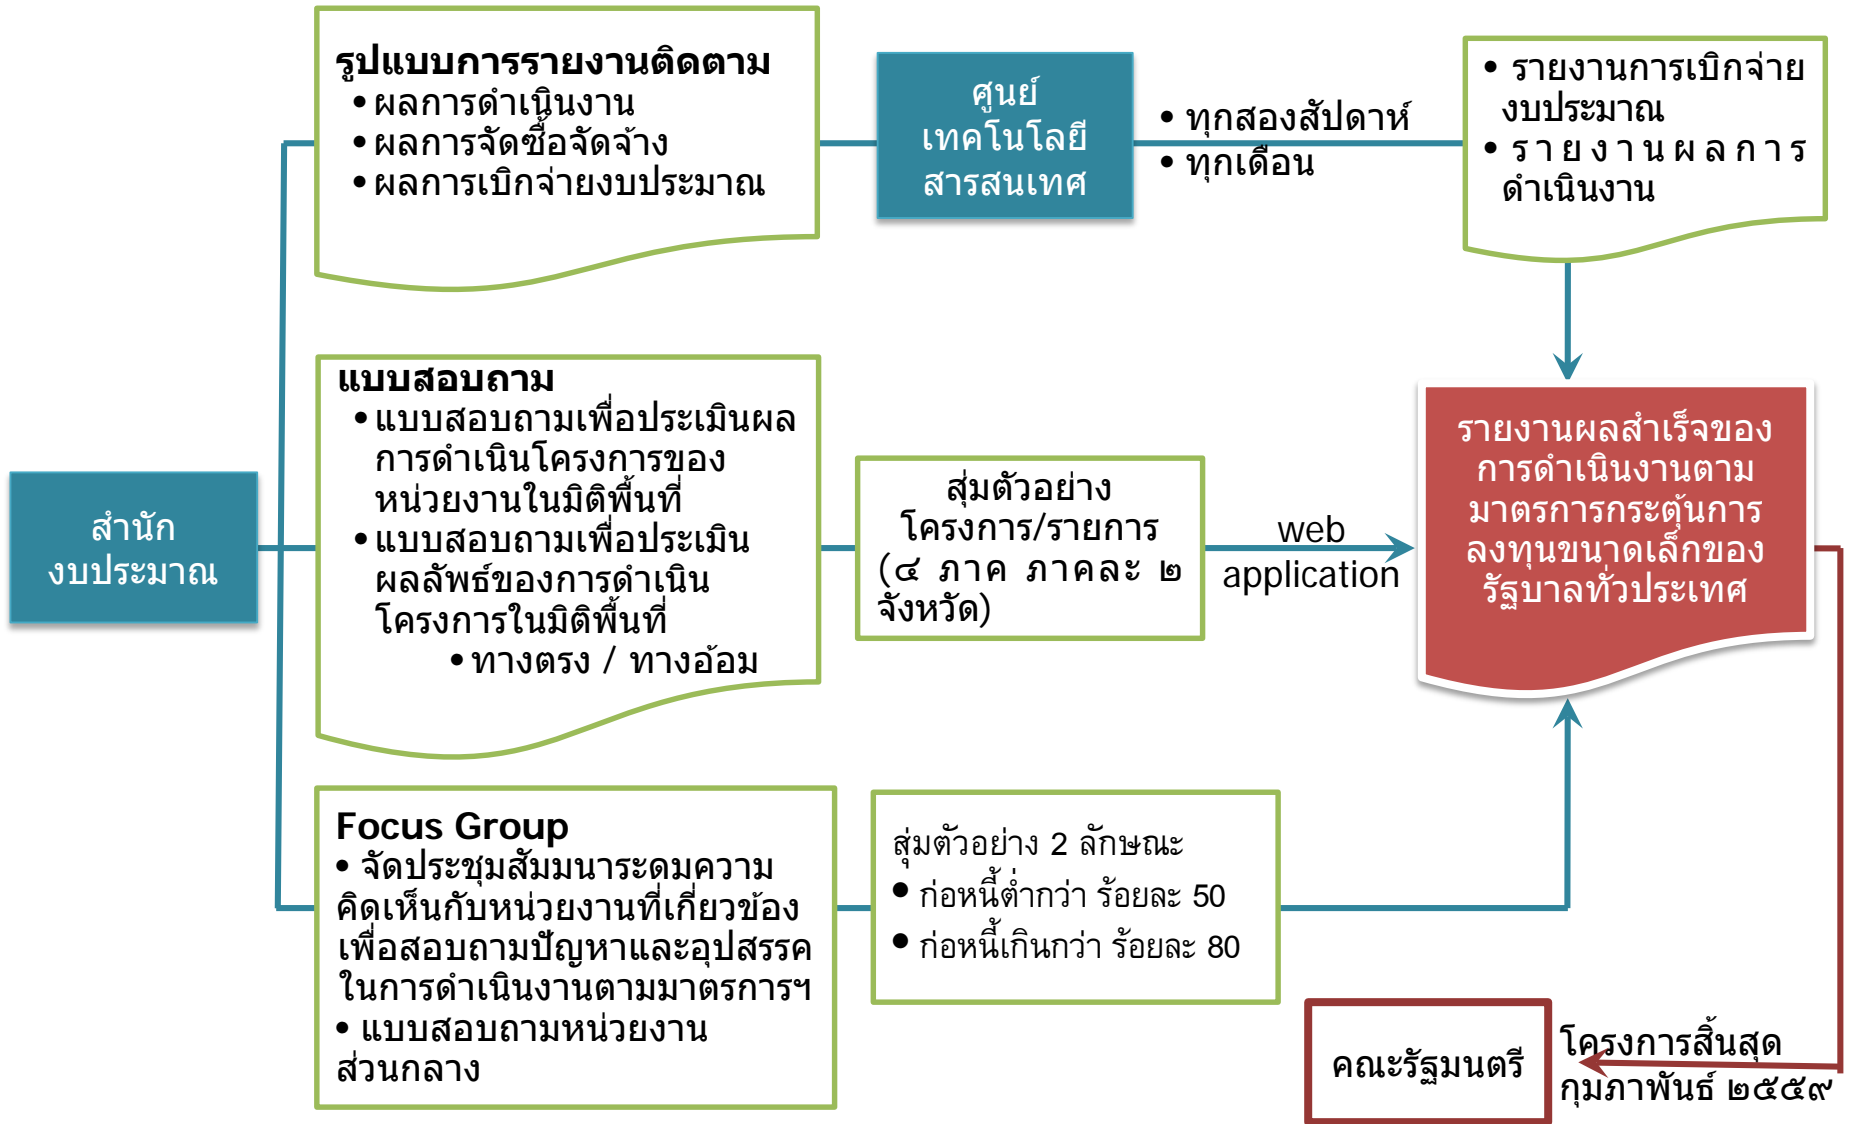 รูปแบบการรายงานติดตาม
•ผลการดำเนินงาน
•ผลการจัดซื้อจัดจ้าง
•ผลการเบิกจ่ายงบประมาณ
ศูนย์
เทคโนโลยี
สารสนเทศ
• ทุกสองสัปดาห์
• ทุกเดือน
• รายงานการเบิกจ่าย
งบประมาณ
• รายงานผลการ
ดำเนินงาน
สำนัก
งบประมาณ
แบบสอบถาม
•แบบสอบถามเพื่อประเมินผล
การดำเนินโครงการของ
หน่วยงานในมิติพื้นที่
•แบบสอบถามเพื่อประเมิน
ผลลัพธ์ของการดำเนิน
โครงการในมิติพื้นที่
•ทางตรง / ทางอ้อม
สุ่มตัวอย่าง
โครงการ/รายการ
(๔ ภาค ภาคละ ๒
จังหวัด)
web
application
รายงานผลสำเร็จของ
การดำเนินงานตาม
มาตรการกระตุ้นการ
ลงทุนขนาดเล็กของ
รัฐบาลทั่วประเทศ
Focus Group
• จัดประชุมสัมมนาระดมความ
คิดเห็นกับหน่วยงานที่เกี่ยวข้อง
เพื่อสอบถามปัญหาและอุปสรรค
ในการดำเนินงานตามมาตรการฯ
• แบบสอบถามหน่วยงาน
ส่วนกลาง
สุ่มตัวอย่าง 2 ลักษณะ
• ก่อหนี้ต่ำกว่า ร้อยละ 50
• ก่อหนี้เกินกว่า ร้อยละ 80
คณะรัฐมนตรี
โครงการสิ้นสุด
กุมภาพันธ์ ๒๕๕๙